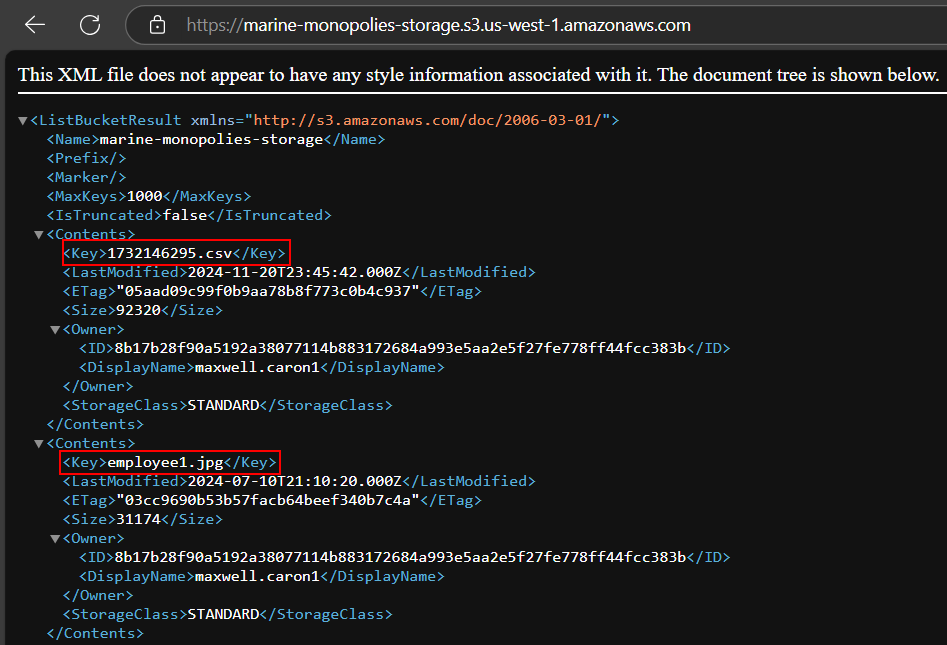 https://marine-monopolies-storage.s3.us-west-1.amazonaws.com
This XML file does not appear to have any style information associated with it. The document tree is shown below.
▼<ListBucketResult xmlns="http://s3.amazonaws.com/doc/2006-03-01/">
<Name>marine-monopolies-storage</Name>
<Prefix/>
<Marker/>
<MaxKeys>1000</MaxKeys>
<IsTruncated>false</IsTruncated>
▼<Contents>
<Key>1732146295.csv</Key>
<LastModified>2024-11-20T23:45:42.000Z</LastModified>
<ETag>"05aad09c99f0b9aa78b8f773c0b4c937"</ETag>
<Size>92320</Size>
▼<Owner>
<ID>8b17b28f90a5192a38077114b883172684a993e5aa2e5f27fe778ff44fcc383b</ID>
<DisplayName>maxwell.caron1</DisplayName>
</Owner>
<StorageClass>STANDARD</StorageClass>
</Contents>
▼<Contents>
<Key>employee1.jpg</Key>
<LastModified>2024-07-10T21:10:20.000Z</LastModified>
<ETag>"03cc9690b53b57facb64beef340b7c4a"</ETag>
<Size>31174</Size>
▼<Owner>
<ID>8b17b28f90a5192a38077114b883172684a993e5aa2e5f27fe778ff44fcc383b</ID>
<DisplayName>maxwell.caron1</DisplayName>
</Owner>
<StorageClass>STANDARD</StorageClass>
</Contents>